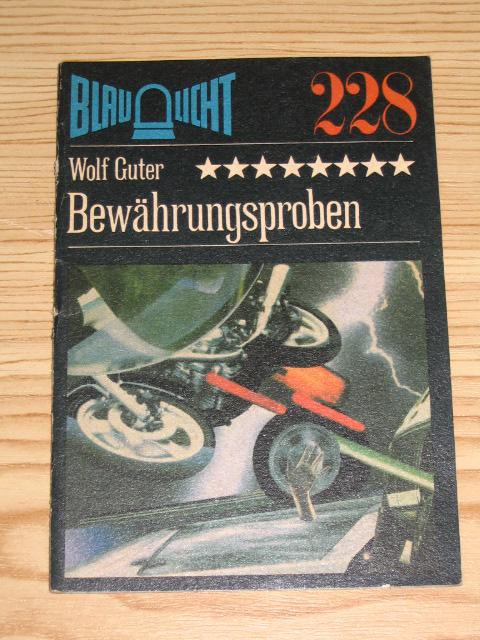 BLAULICHT 228
Wolf Guter ★★★★★★★★
Bewährungsproben